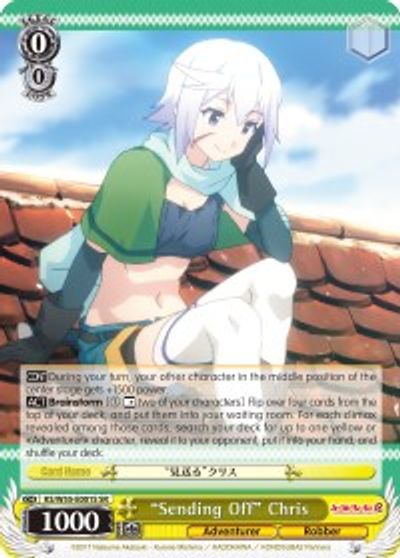 0
0
CONT During your turn, your other character in the middle position of the
center stage gets +1500 power.
ACT Brainstorm [(1) two of your characters] Flip over four cards from the
top of your deck, and put them into your waiting room. For each climax
revealed among those cards, search your deck for up to one yellow or
«Adventurer» character, reveal it to your opponent, put it into your hand, and
shuffle your deck.
Card Name
"見送る"クリス
1000
"Sending Off" Chris
Adventurer
Robber